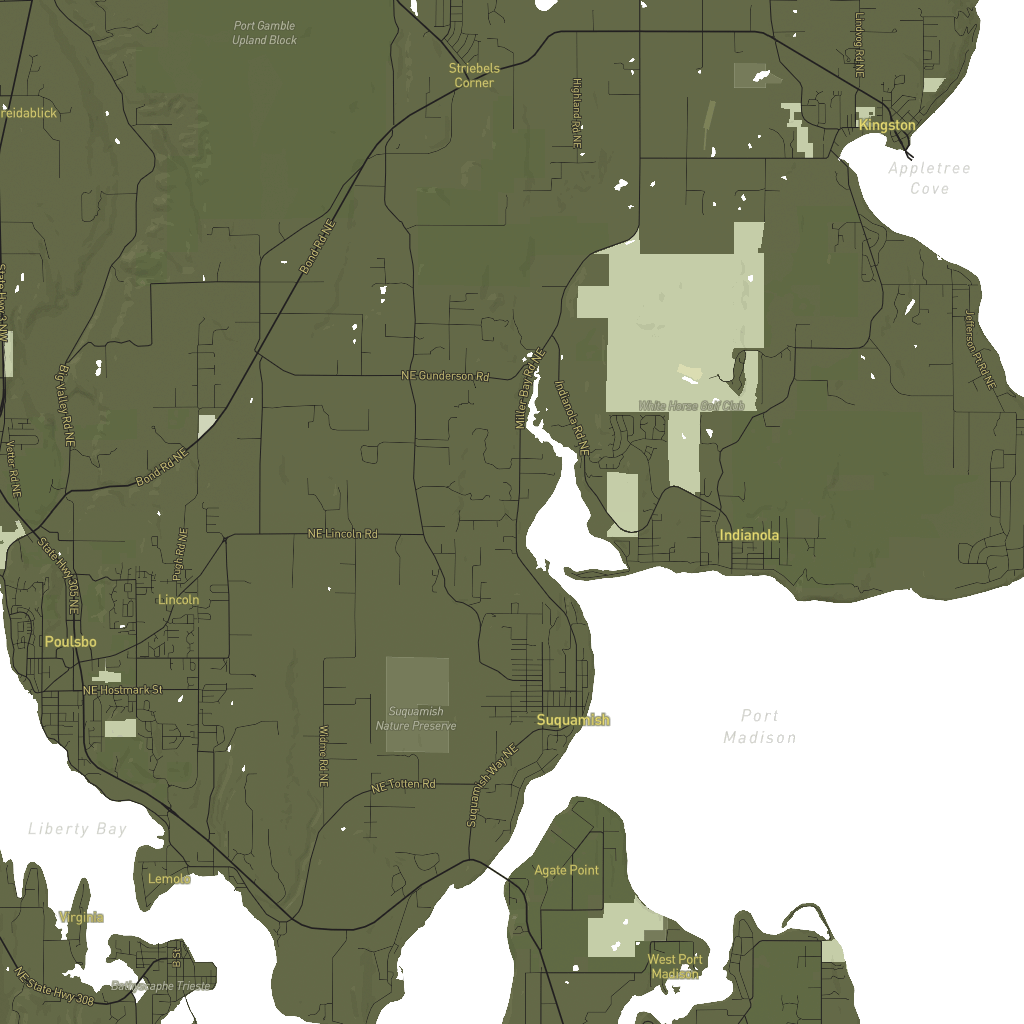 Port Gamble
Upland Block
Lindvog Rd NE
Striebels
Corner
Highland Rd NE
reidablick
Kingston
Appletree
Cove
Bond Rd NE
State Hwy 3 NW
Jefferson Pt Rd NE
NE Gunderson Rd
Miller Bay Rd NE
Big Valley Rd NE
Indianola Rd NE
White Horse Golf Club
Vetter Rd NE
Bond Rd NE
NE Lincoln Rd
Indianola
State Hwy 305 NE
Pugh Rd NE
Lincoln
Poulsbo
NE Hostmark St
Suquamish
Nature Preserve
Suquamish
Port
Madison
Widme Rd NE
NE Totten Rd
Suquamish Way NE
Liberty Bay
Lemolo
Agate Point
Virginia
B St
West Port
Madison
NE State Hwy 308
Bathyscaphe Trieste